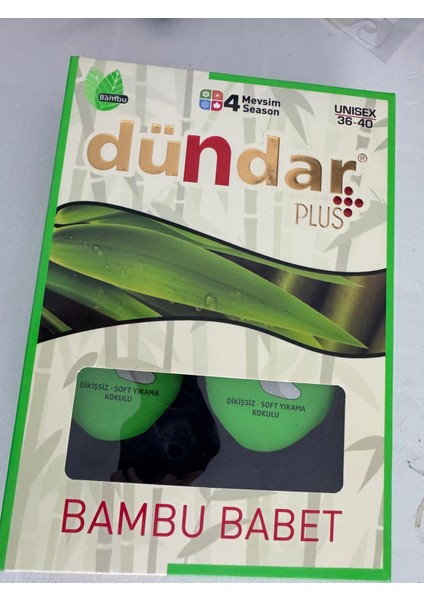 Bambu
4 Mevsim
Season
UNISEX
36-40
dündar®
PLUS
DİKİŞSİZ - SOFT YIKAMA
KOKULU
DİKİŞSİZ - SOFT YIKAMA
KOKULU
BAMBU BABET